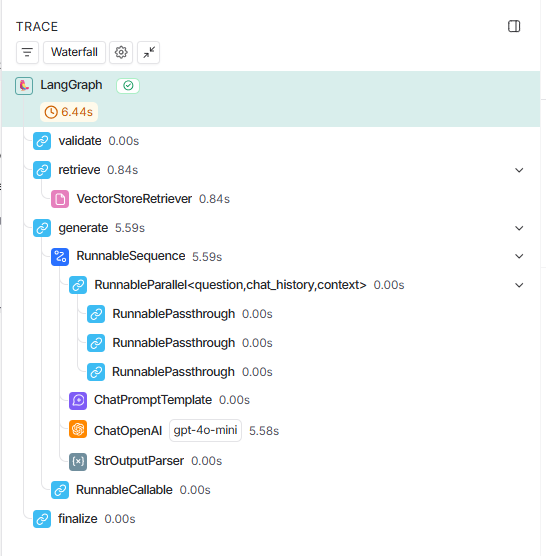 TRACE
Waterfall
LangGraph
6.44s
validate 0.00s
retrieve 0.84s
VectorStoreRetriever 0.84s
generate 5.59s
RunnableSequence 5.59s
RunnableParallel<question,chat_history,context> 0.00s
RunnablePassthrough 0.00s
RunnablePassthrough 0.00s
RunnablePassthrough 0.00s
ChatPromptTemplate 0.00s
ChatOpenAI gpt-4o-mini 5.58s
StrOutputParser 0.00s
RunnableCallable 0.00s
finalize 0.00s